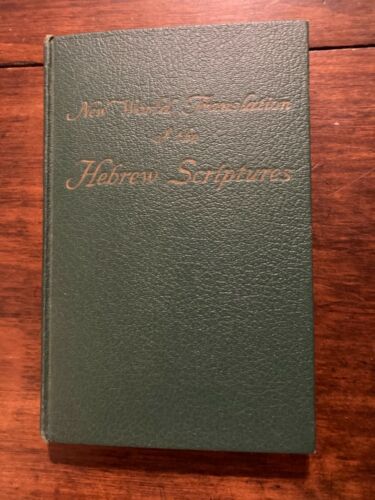 New World Translation
of the
Hebrew Scriptures